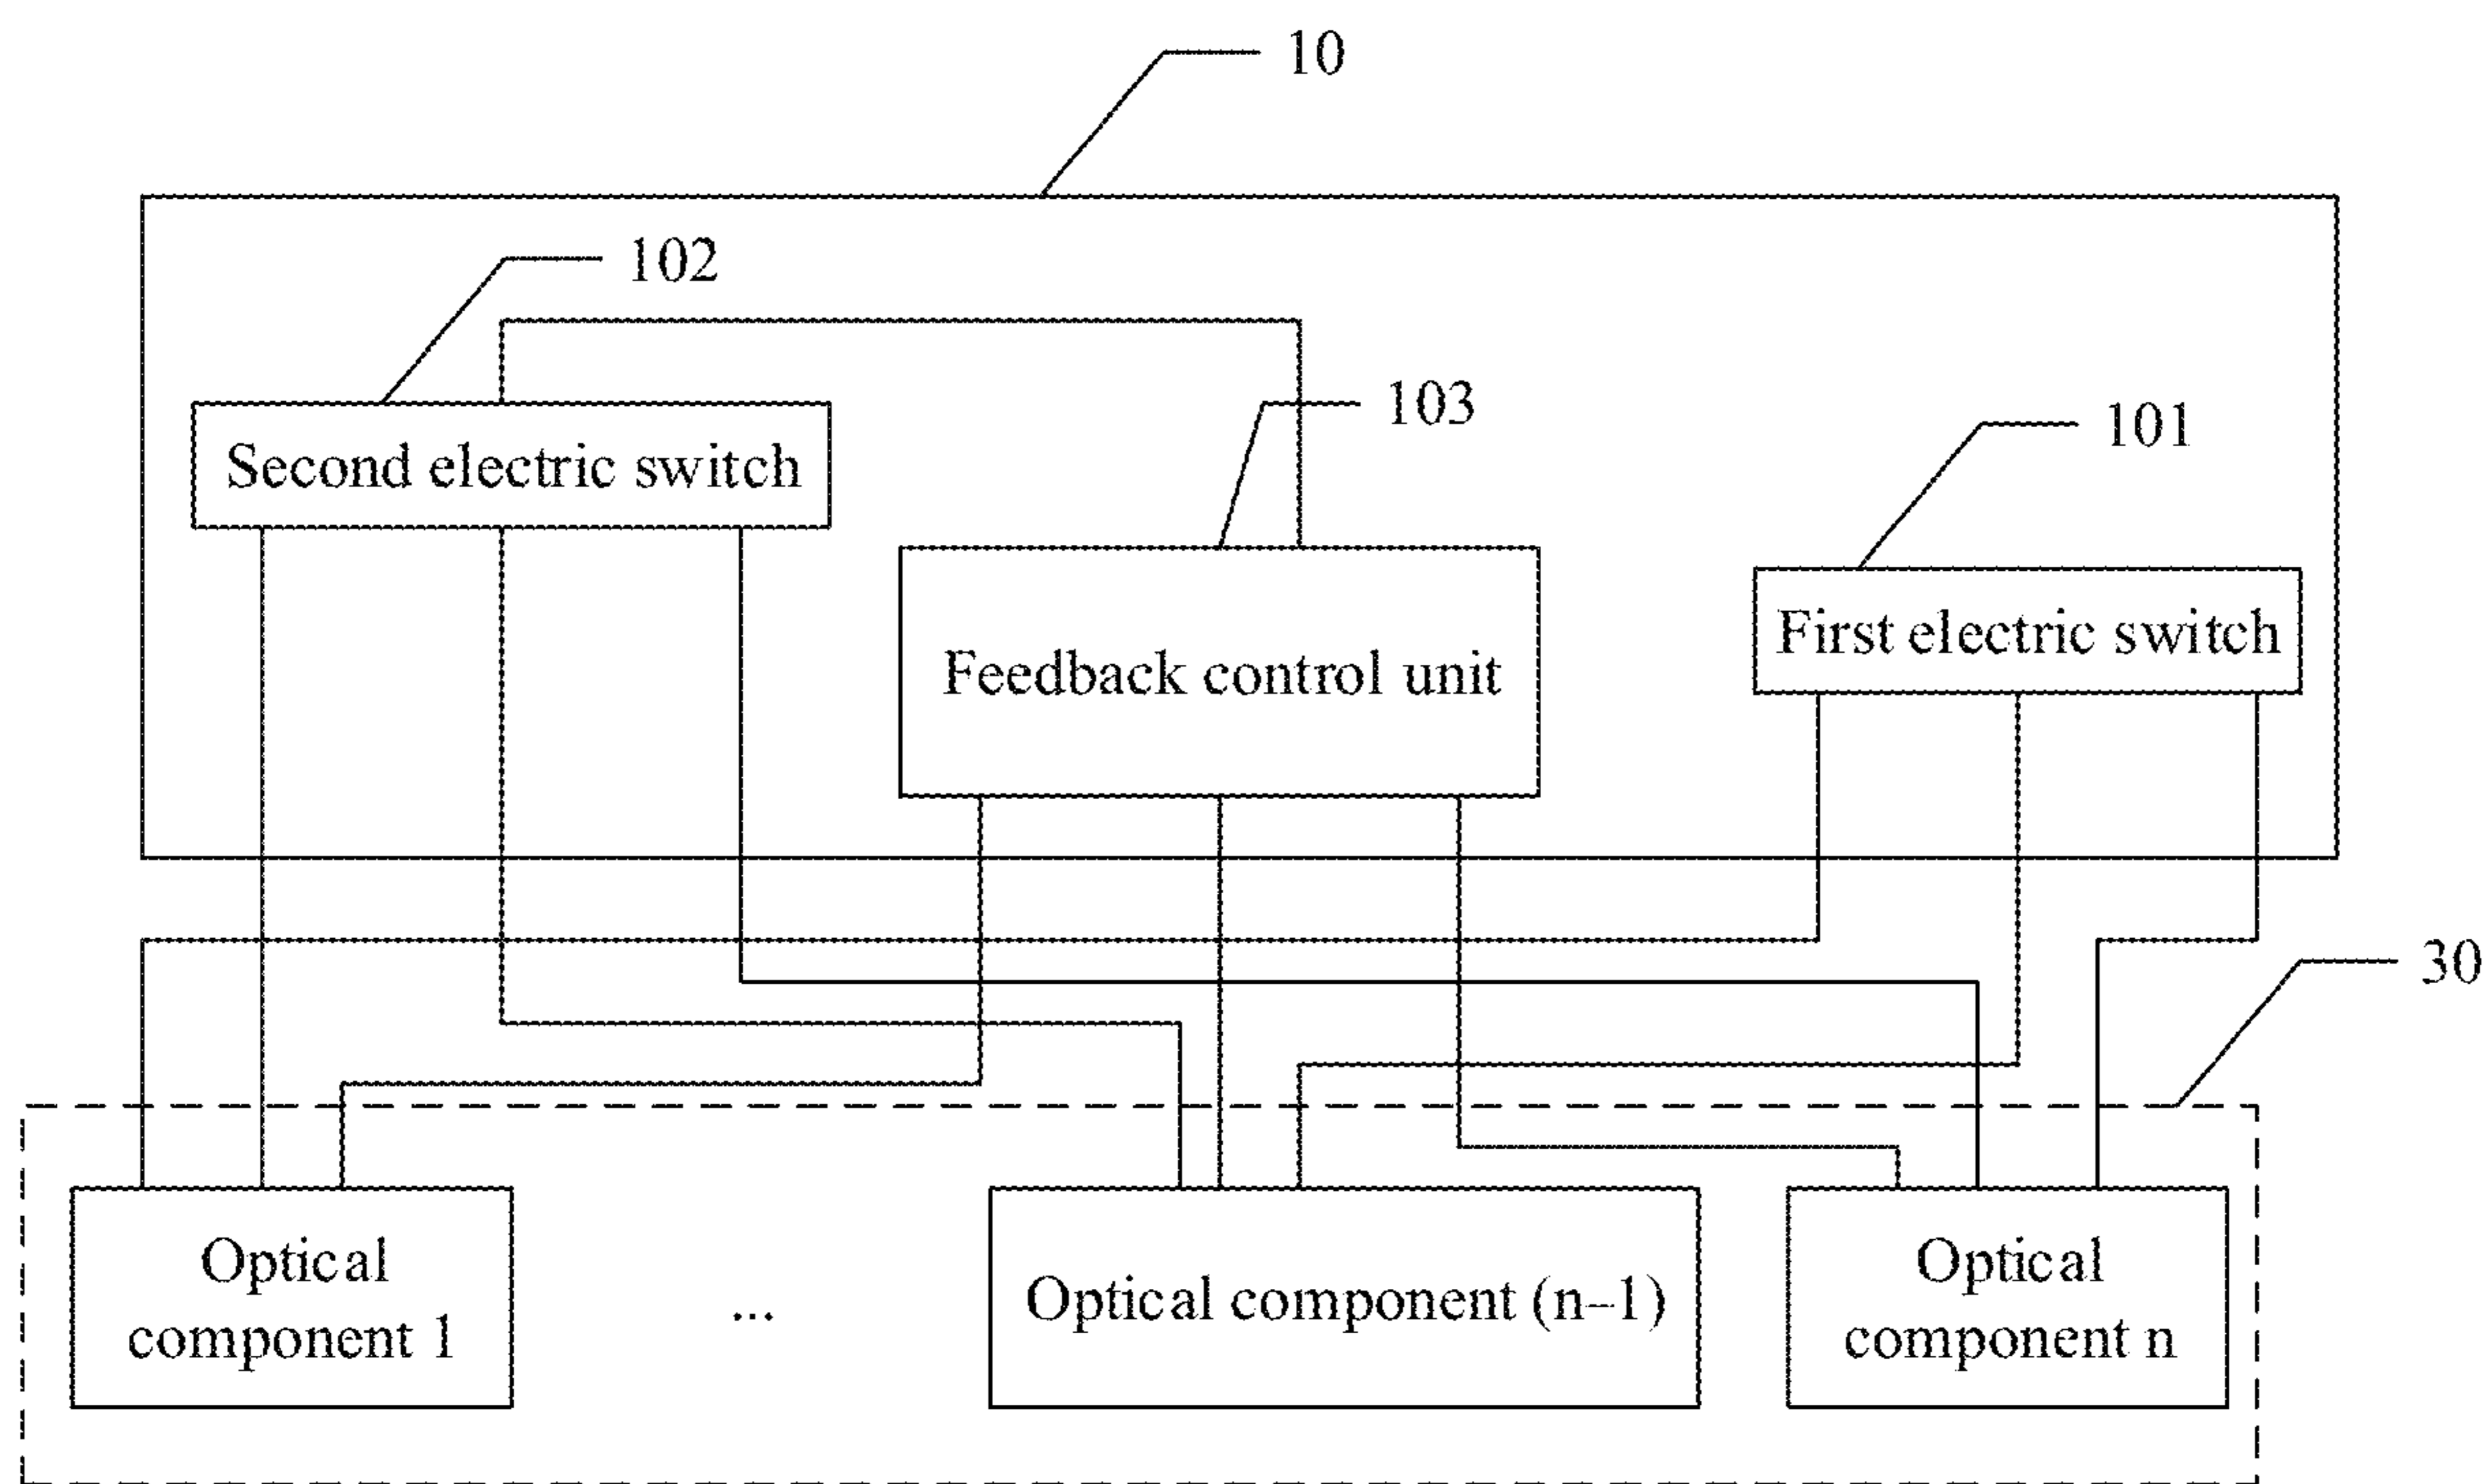 10
102
103
101
Second electric switch
First electric switch
Feedback control unit
30
Optical
component 1
...
Optical component (n–1)
Optical
component n